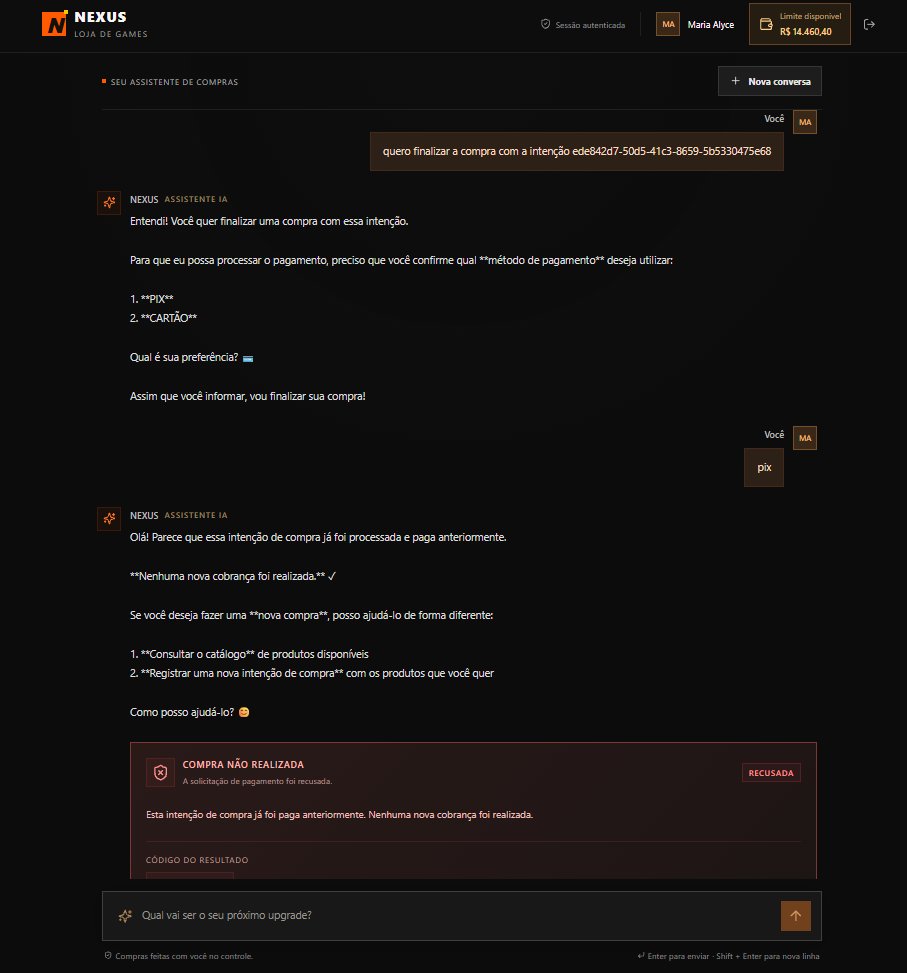 NEXUS
LOJA DE GAMES
Sessão autenticada
MA
Maria Alyce
Limite disponível
R$ 14.460,40
SEU ASSISTENTE DE COMPRAS
+ Nova conversa
Você
MA
quero finalizar a compra com a intenção ede842d7-50d5-41c3-8659-5b5330475e68
NEXUS ASSISTENTE IA
Entendi! Você quer finalizar uma compra com essa intenção.
Para que eu possa processar o pagamento, preciso que você confirme qual **método de pagamento** deseja utilizar:
1. **PIX**
2. **CARTÃO**
Qual é sua preferência? 💳
Assim que você informar, vou finalizar sua compra!
Você
MA
pix
NEXUS ASSISTENTE IA
Olá! Parece que essa intenção de compra já foi processada e paga anteriormente.
**Nenhuma nova cobrança foi realizada.** ✓
Se você deseja fazer uma **nova compra**, posso ajudá-lo de forma diferente:
1. **Consultar o catálogo** de produtos disponíveis
2. **Registrar uma nova intenção de compra** com os produtos que você quer
Como posso ajudá-lo? 😊
COMPRA NÃO REALIZADA
A solicitação de pagamento foi recusada.
RECUSADA
Esta intenção de compra já foi paga anteriormente. Nenhuma nova cobrança foi realizada.
CÓDIGO DO RESULTADO
Qual vai ser o seu próximo upgrade?
Compras feitas com você no controle.
↵ Enter para enviar · Shift + Enter para nova linha